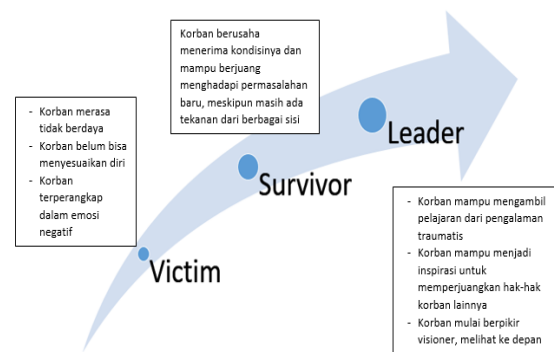 Korban berusaha
menerima kondisinya dan
mampu berjuang
menghadapi permasalahan
baru, meskipun masih ada
tekanan dari berbagai sisi
Leader
- Korban merasa
tidak berdaya
- Korban belum bisa
menyesuaikan diri
- Korban
terperangkap
dalam emosi
negatif
Survivor
Victim
- Korban mampu mengambil
pelajaran dari pengalaman
traumatis
- Korban mampu menjadi
inspirasi untuk
memperjuangkan hak-hak
korban lainnya
- Korban mulai berpikir
visioner, melihat ke depan